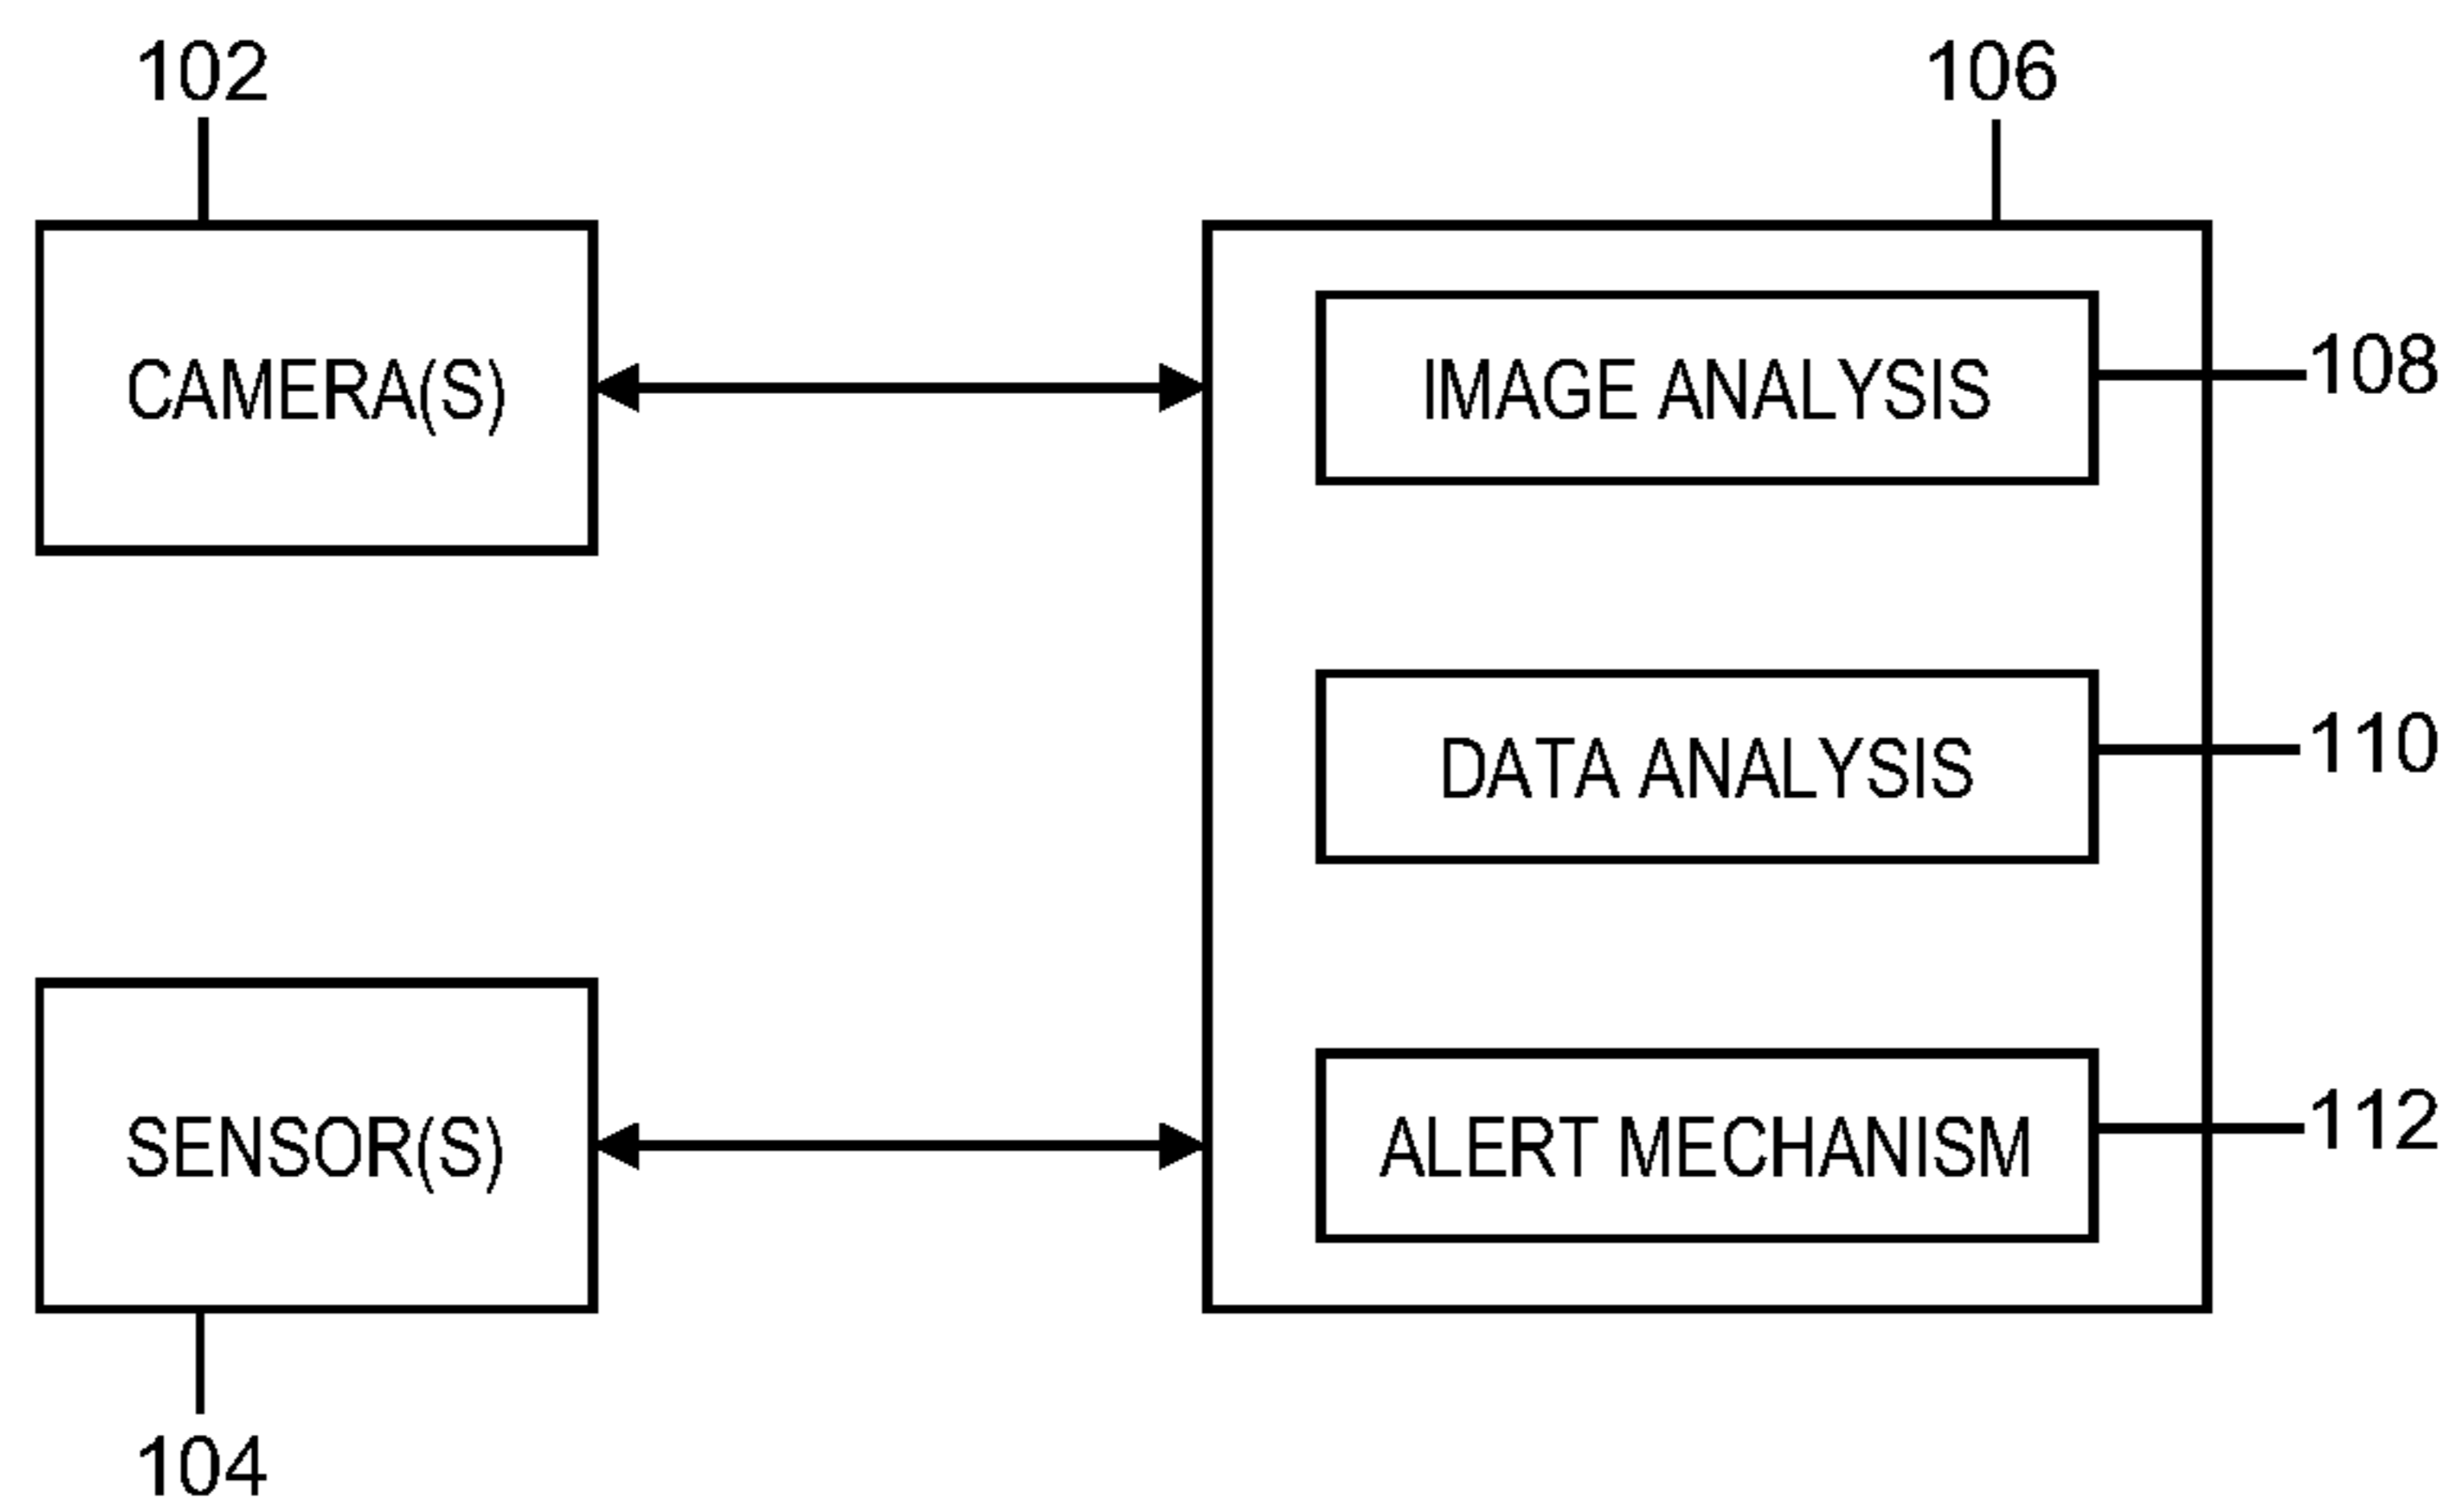 102
106
CAMERA(S)
IMAGE ANALYSIS
108
DATA ANALYSIS
110
SENSOR(S)
ALERT MECHANISM
112
104